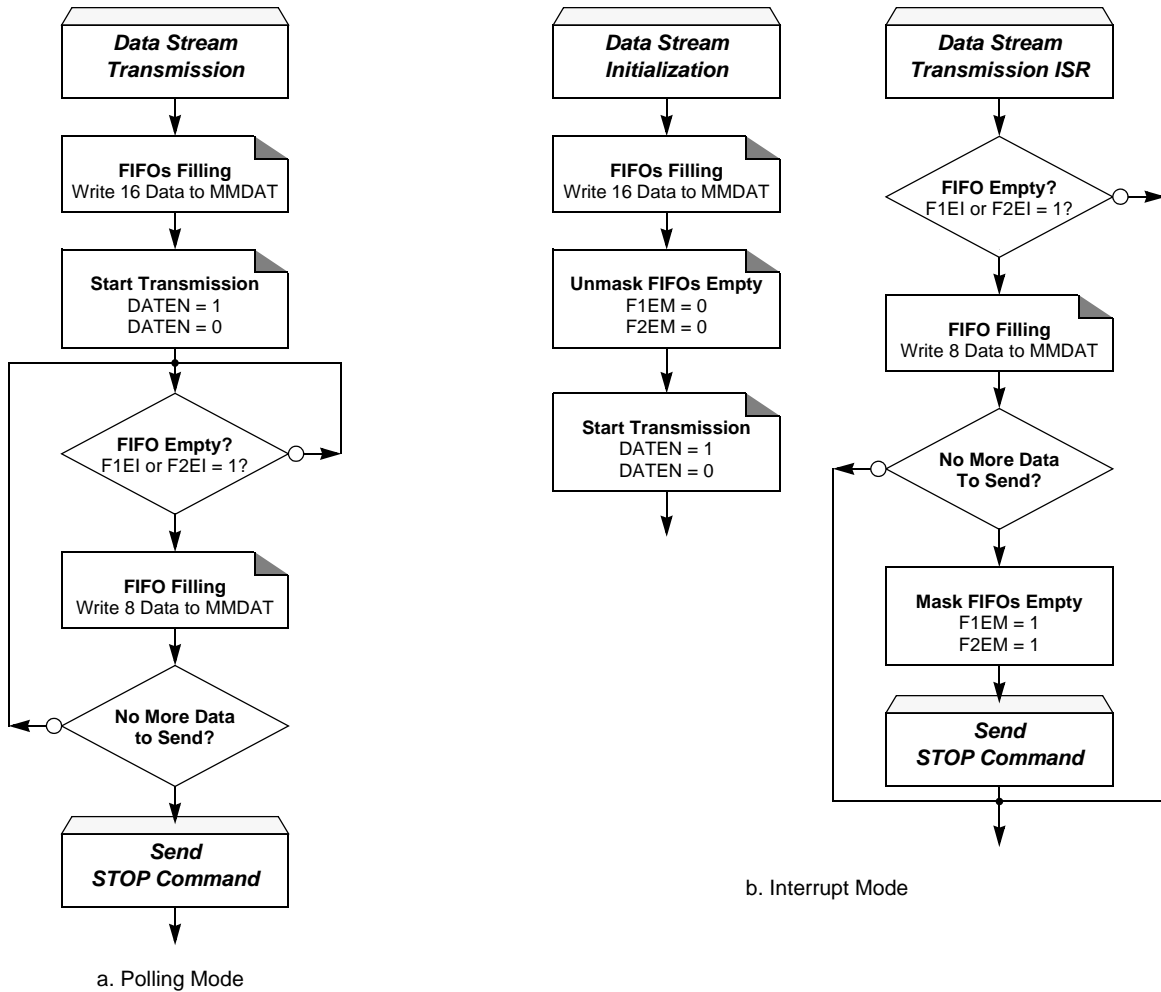 Data Stream
Transmission
FIFOs Filling
Write 16 Data to MMDAT
Start Transmission
DATEN = 1
DATEN = 0
FIFO Empty?
F1EI or F2EI = 1?
FIFO Filling
Write 8 Data to MMDAT
No More Data
to Send?
Send
STOP Command
a. Polling Mode
Data Stream
Initialization
FIFOs Filling
Write 16 Data to MMDAT
Unmask FIFOs Empty
F1EM = 0
F2EM = 0
Start Transmission
DATEN = 1
DATEN = 0
Data Stream
Transmission ISR
FIFO Empty?
F1EI or F2EI = 1?
FIFO Filling
Write 8 Data to MMDAT
No More Data
To Send?
Mask FIFOs Empty
F1EM = 1
F2EM = 1
Send
STOP Command
b. Interrupt Mode